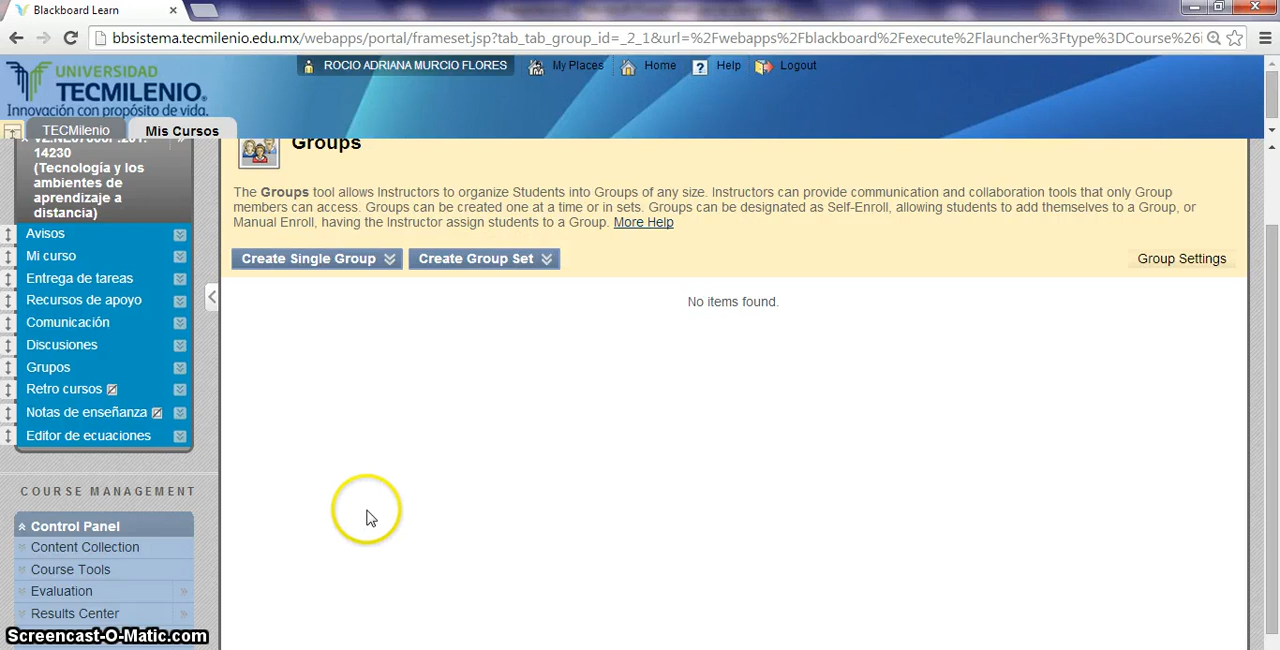 Blackboard Learn
bbsistema.tecmilenio.edu.mx/webapps/portal/frameset.jsp?tab_tab_group_id=_2_1&url=%2Fwebapps%2Fblackboard%2Fexecute%2Flauncher%3Ftype%3DCourse%26i
UNIVERSIDAD
TECMILENIO
Innovación con propósito de vida.
ROCIO ADRIANA MURCIO FLORES
My Places
Home
Help
Logout
TECMilenio
Mis Cursos
14230
(Tecnología y los
ambientes de
aprendizaje a
distancia)
Avisos
Mi curso
Entrega de tareas
Recursos de apoyo
Comunicación
Discusiones
Grupos
Retro cursos
Notas de enseñanza
Editor de ecuaciones
COURSE MANAGEMENT
Control Panel
Content Collection
Course Tools
Evaluation
Results Center
Groups
The Groups tool allows Instructors to organize Students into Groups of any size. Instructors can provide communication and collaboration tools that only Group
members can access. Groups can be created one at a time or in sets. Groups can be designated as Self-Enroll, allowing students to add themselves to a Group, or
Manual Enroll, having the Instructor assign students to a Group. More Help
Create Single Group
Create Group Set
Group Settings
No items found.
Screencast-O-Matic.com